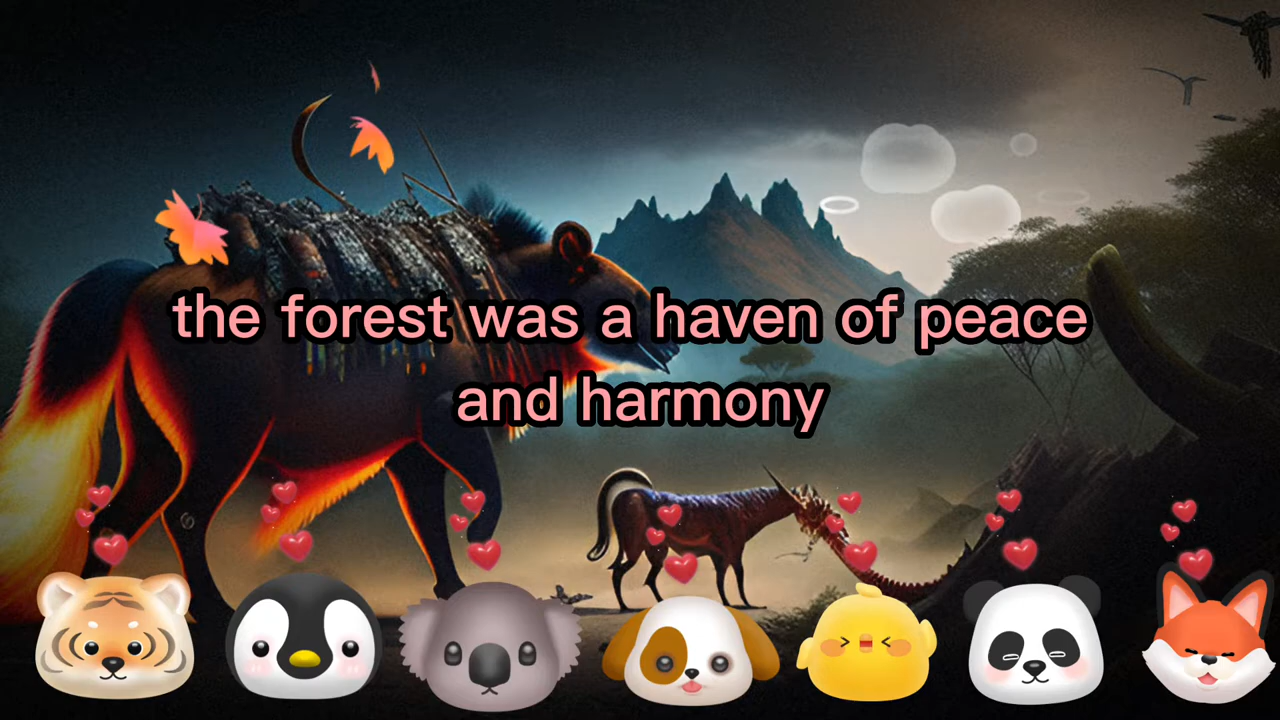 the forest was a haven of peace
and harmony